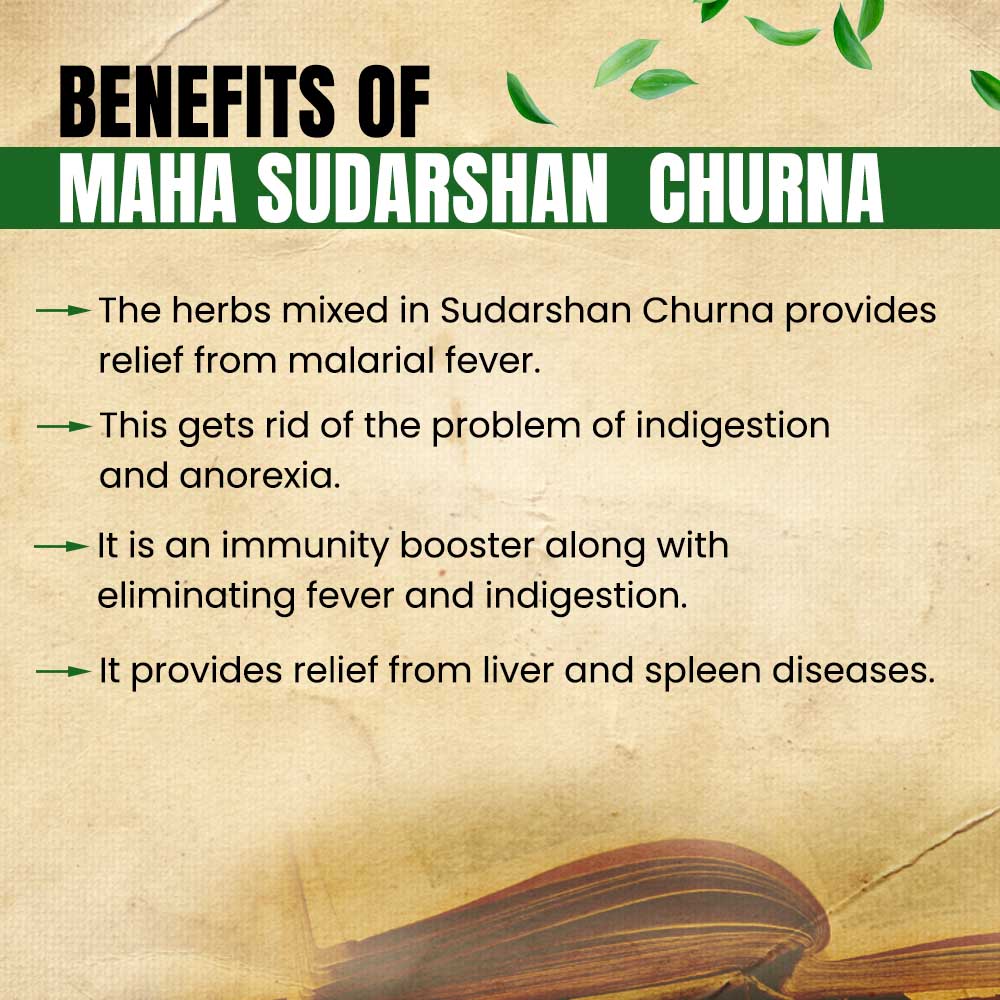 BENEFITS OF
MAHA SUDARSHAN CHURNA
The herbs mixed in Sudarshan Churna provides
relief from malarial fever.
This gets rid of the problem of indigestion
and anorexia.
It is an immunity booster along with
eliminating fever and indigestion.
It provides relief from liver and spleen diseases.